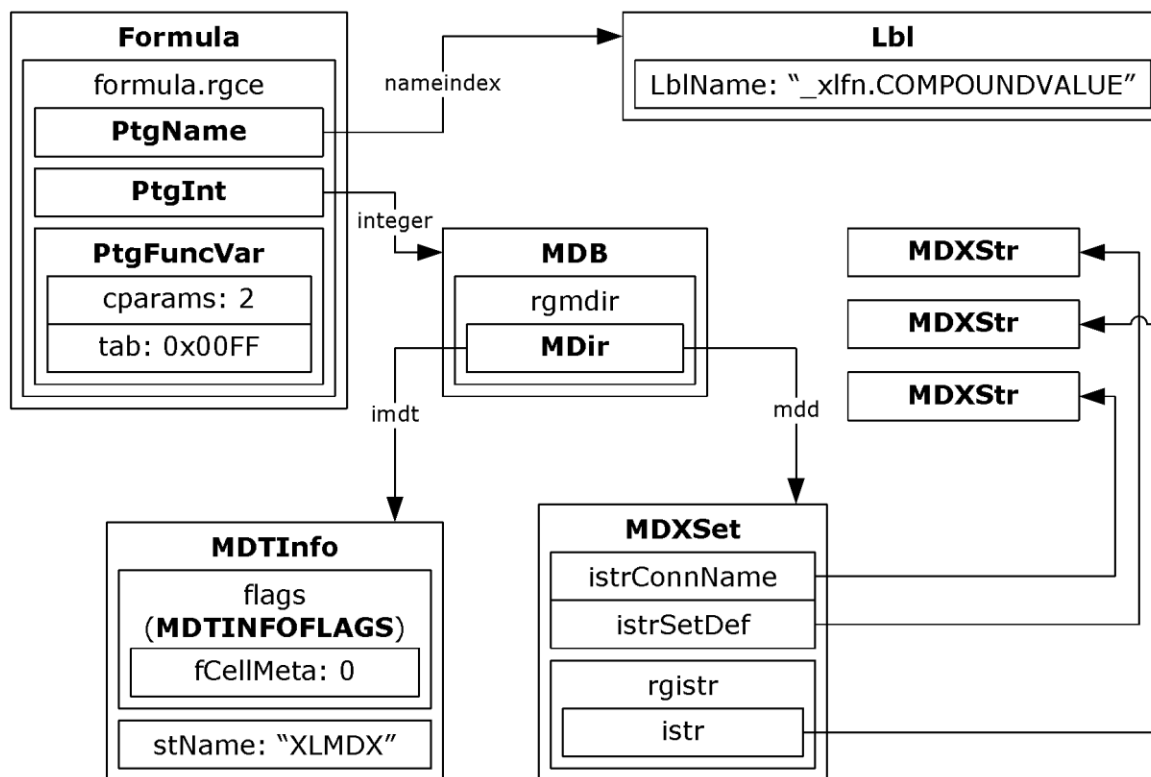 Formula
formula.rgce
PtgName
PtgInt
PtgFuncVar
cparams: 2
tab: 0x00FF
nameindex
Lbl
LblName: “_xlfn.COMPOUNDVALUE”
integer
MDB
rgmdir
MDir
MDXStr
MDXStr
MDXStr
imdt
mdd
MDTInfo
flags
(MDTINFOFLAGS)
fCellMeta: 0
stName: “XLMDX”
MDXSet
istrConnName
istrSetDef
rgistr
istr